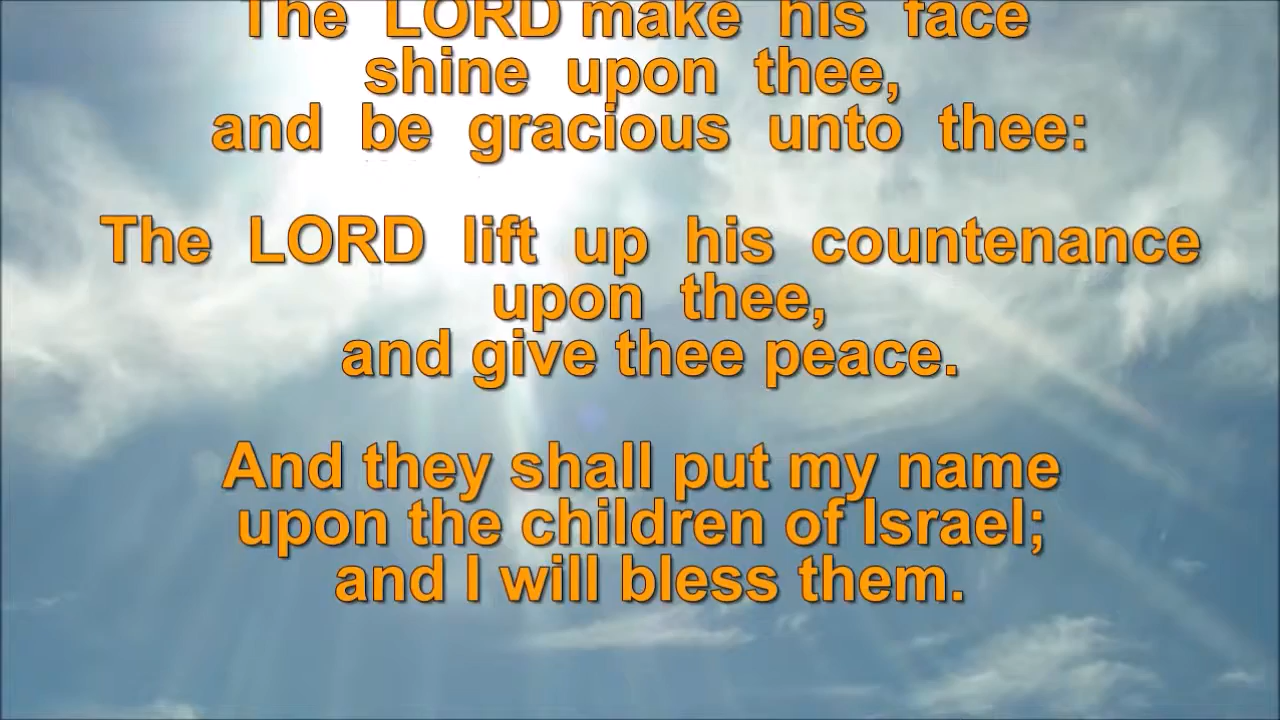 The LORD make his face
shine upon thee,
and be gracious unto thee:
The LORD lift up his countenance
upon thee,
and give thee peace.
And they shall put my name
upon the children of Israel;
and I will bless them.